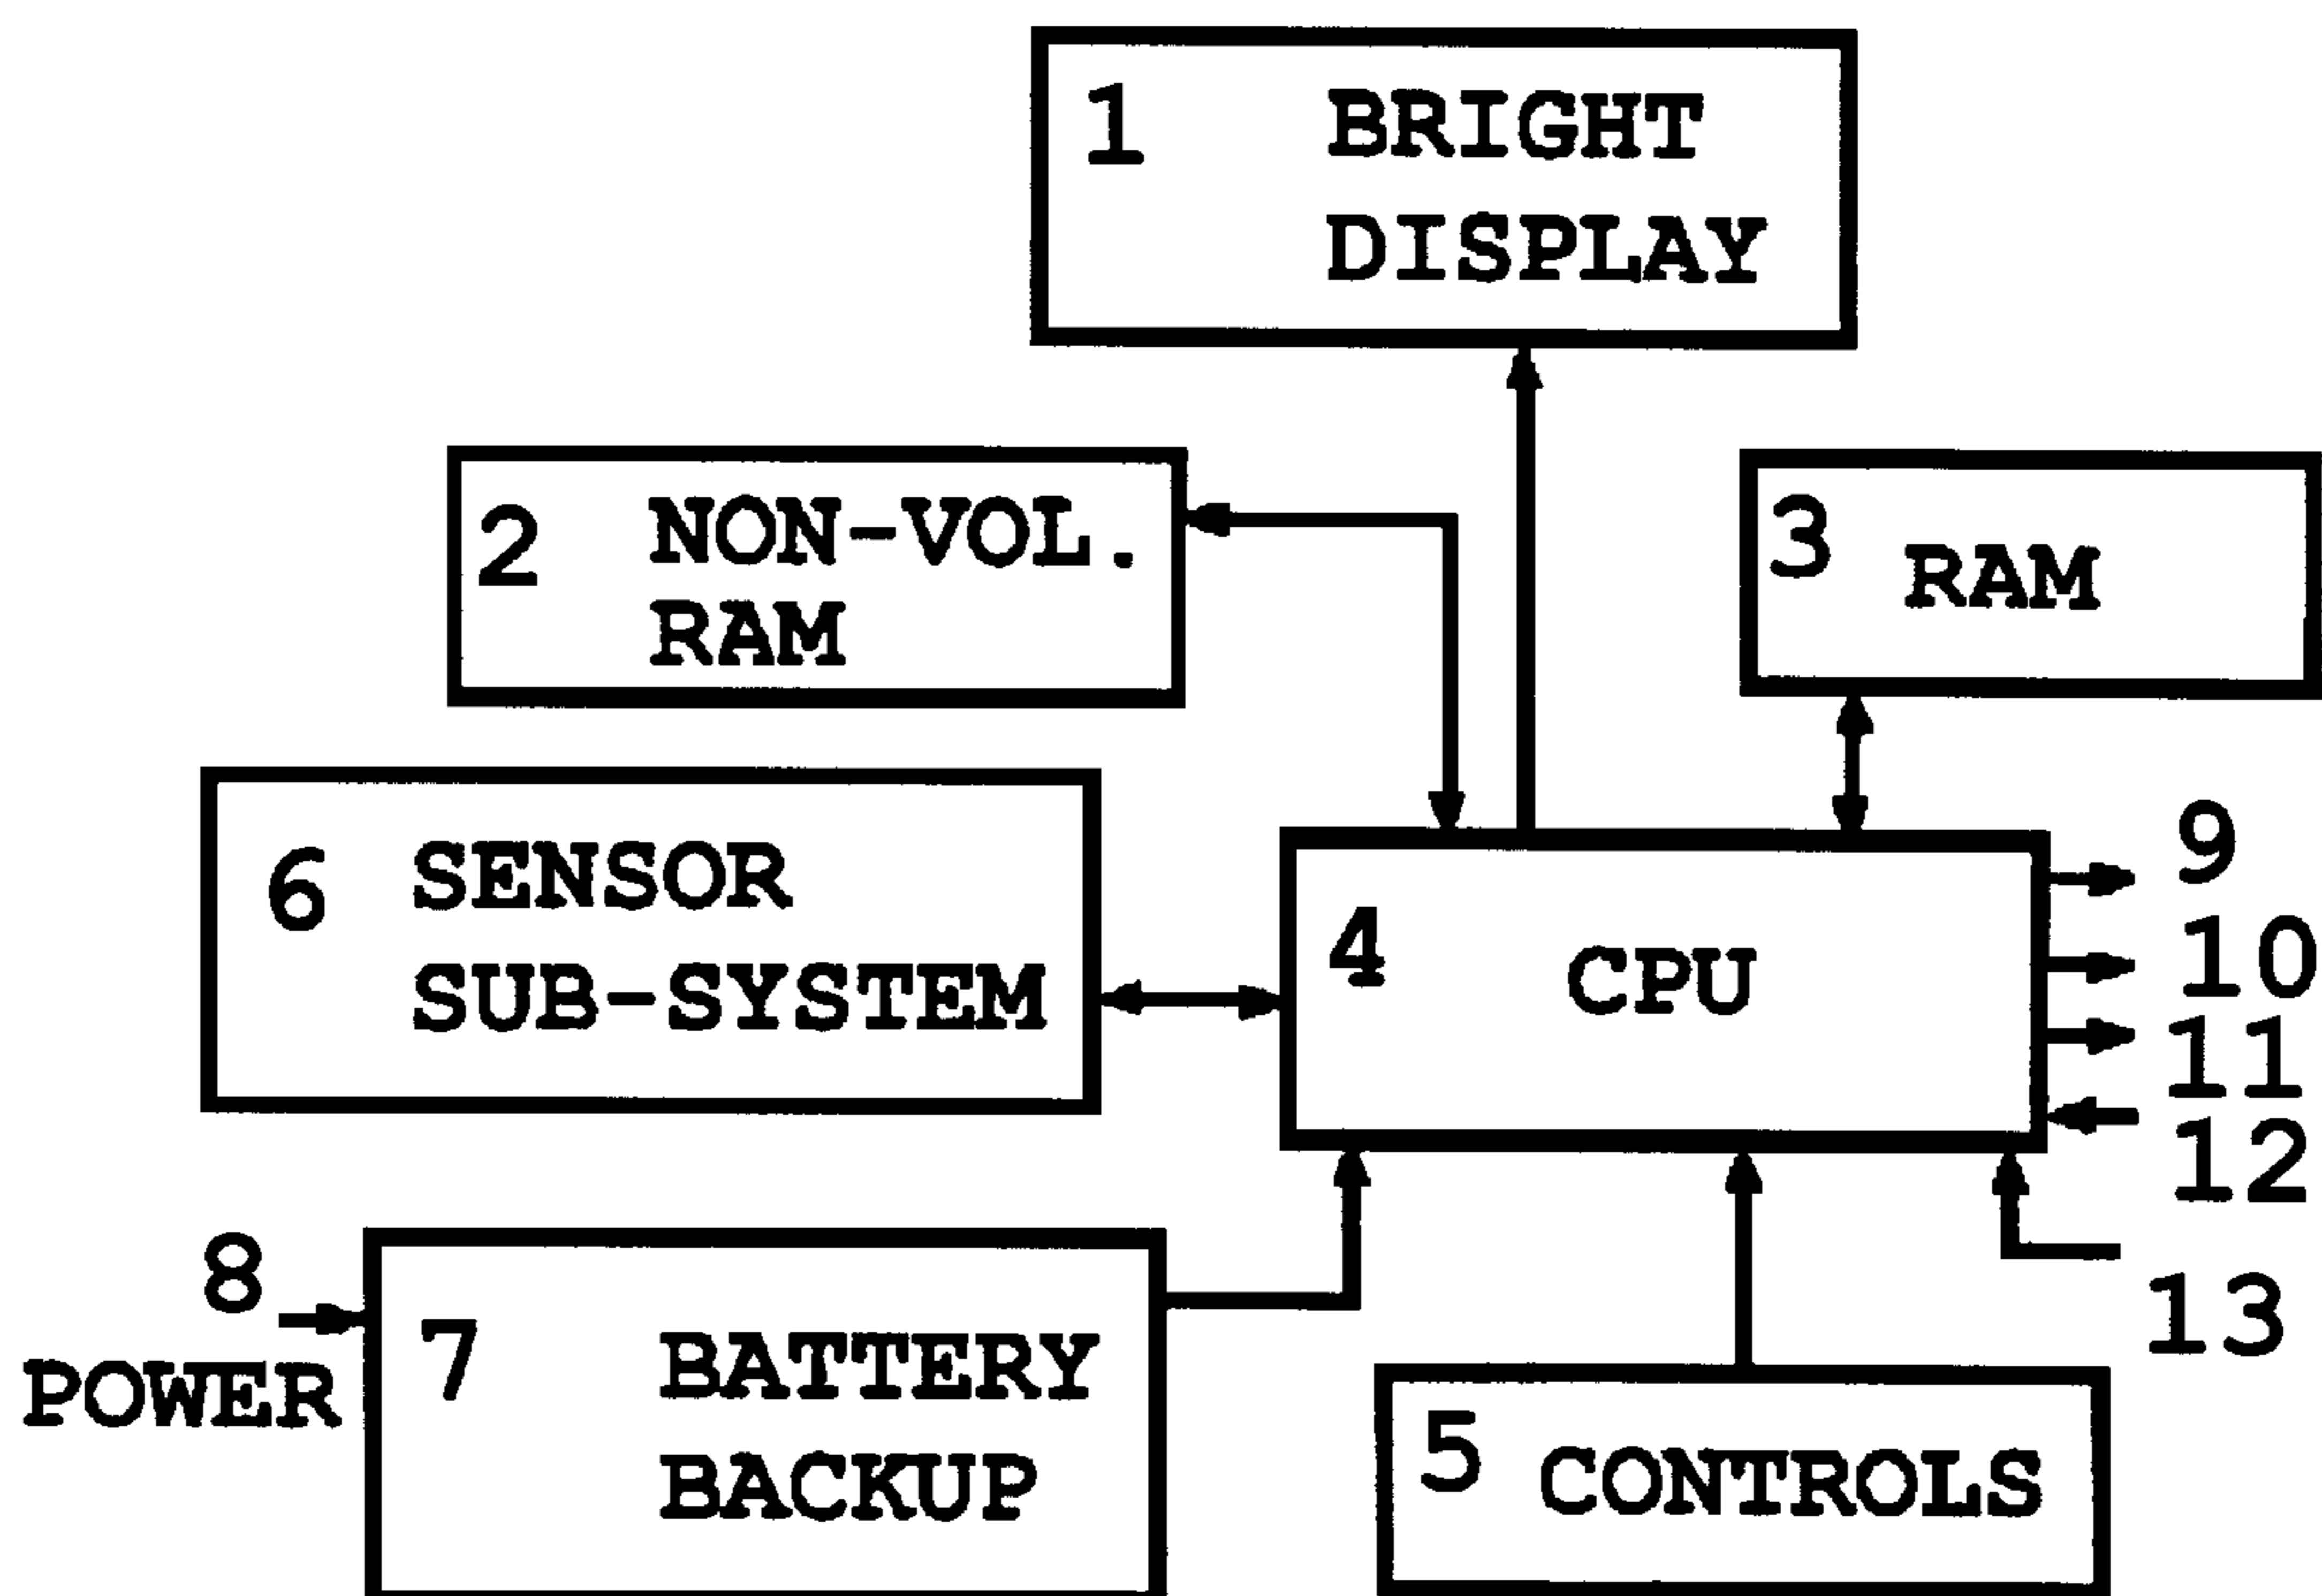 1 BRIGHT
DISPLAY
2 NON-VOL.
RAM
3 RAM
6 SENSOR
SUB-SYSTEM
4 CPU
9
10
11
12
13
8
POWER
7 BATTERY
BACKUP
5 CONTROLS